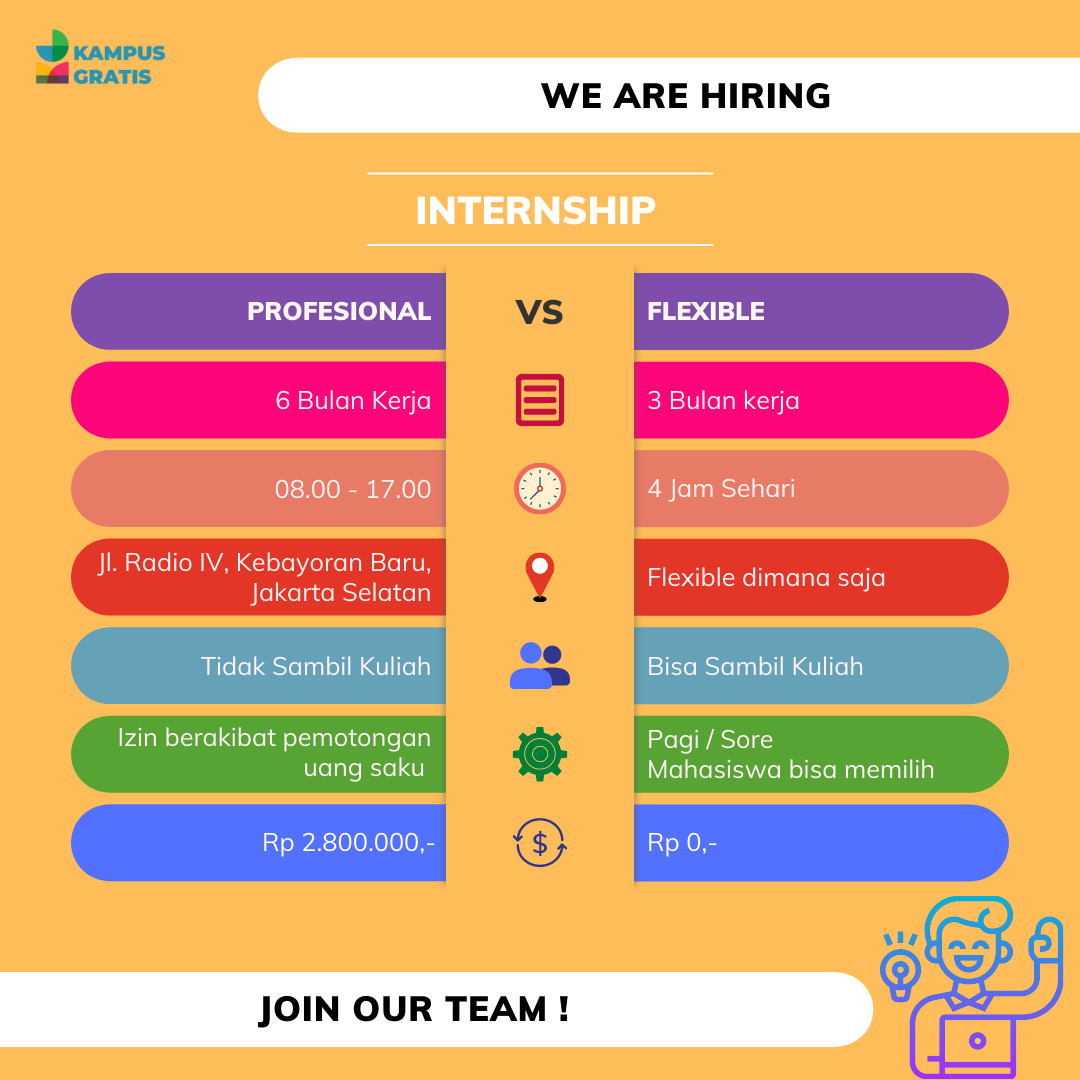 KAMPUS
GRATIS
WE ARE HIRING
INTERNSHIP
PROFESIONAL
VS
FLEXIBLE
6 Bulan Kerja
3 Bulan kerja
08.00 - 17.00
4 Jam Sehari
Jl. Radio IV, Kebayoran Baru,
Jakarta Selatan
Flexible dimana saja
Tidak Sambil Kuliah
Bisa Sambil Kuliah
Izin berakibat pemotongan
uang saku
Pagi / Sore
Mahasiswa bisa memilih
Rp 2.800.000,-
$
Rp 0,-
JOIN OUR TEAM !